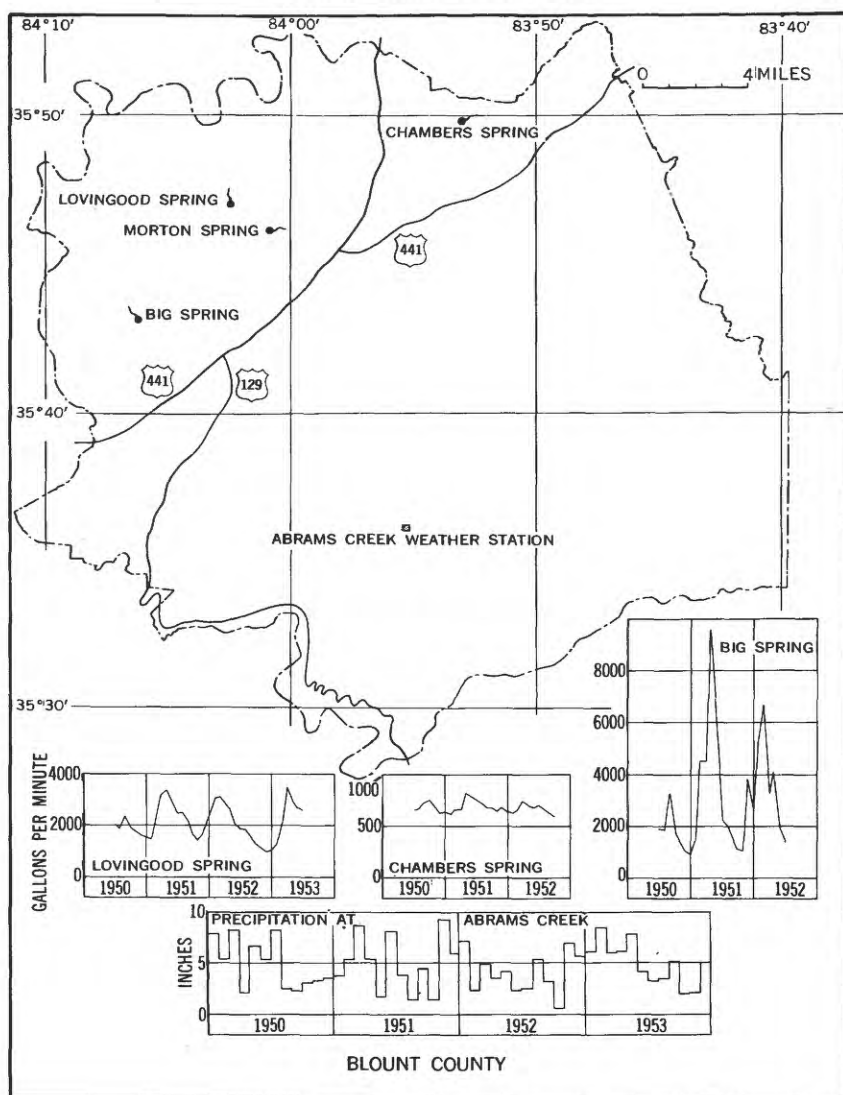 84°10' 84°00' 83°50' 83°40'
0 4 MILES
35°50'
CHAMBERS SPRING
LOVINGOOD SPRING
MORTON SPRING
441
BIG SPRING
441 129
35°40'
ABRAMS CREEK WEATHER STATION
BIG SPRING
8000
6000
4000
2000
0
1950 1951 1952
35°30'
GALLONS PER MINUTE
4000
2000
0
LOVINGOOD SPRING
1950 1951 1952 1953
1000
500
0
CHAMBERS SPRING
1950 1951 1952
PRECIPITATION AT ABRAMS CREEK
INCHES
10
5
0
1950 1951 1952 1953
BLOUNT COUNTY